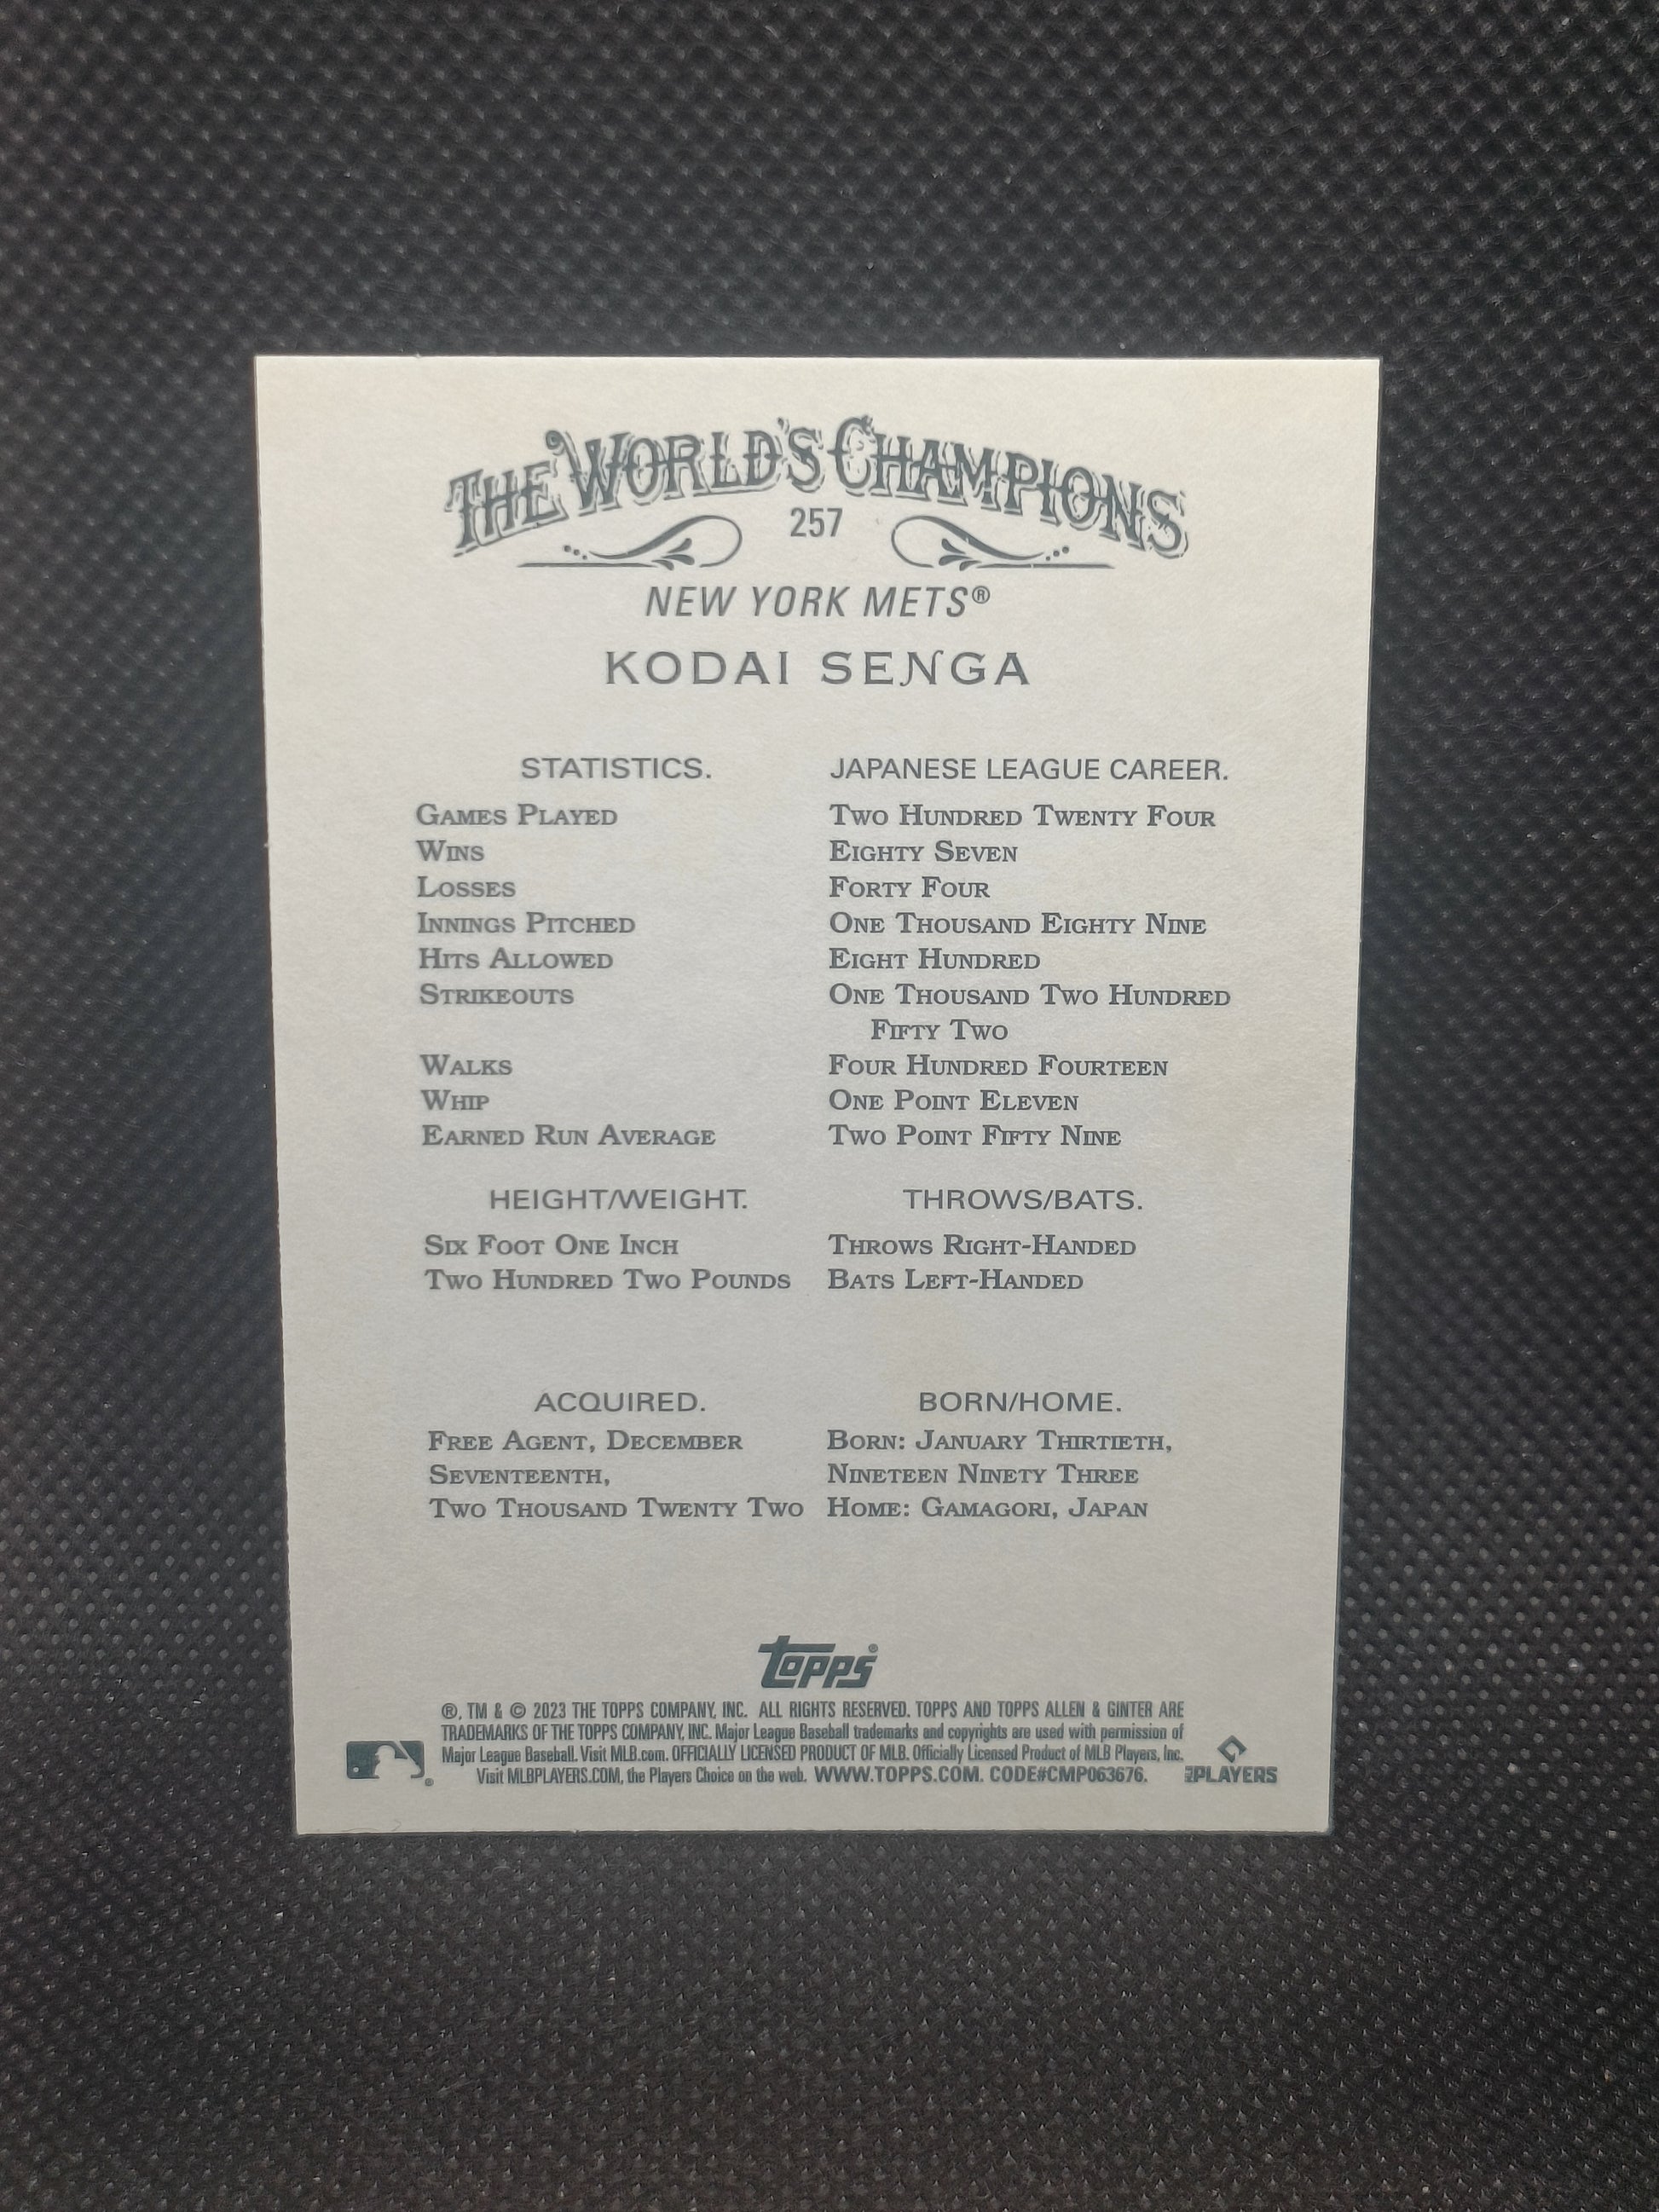 THE WORLD'S CHAMPIONS
257
NEW YORK METS®
KODAI SENGA
STATISTICS. JAPANESE LEAGUE CAREER.
GAMES PLAYED TWO HUNDRED TWENTY FOUR
WINS EIGHTY SEVEN
LOSSES FORTY FOUR
INNINGS PITCHED ONE THOUSAND EIGHTY NINE
HITS ALLOWED EIGHT HUNDRED
STRIKEOUTS ONE THOUSAND TWO HUNDRED
FIFTY TWO
WALKS FOUR HUNDRED FOURTEEN
WHIP ONE POINT ELEVEN
EARNED RUN AVERAGE TWO POINT FIFTY NINE
HEIGHT/WEIGHT. THROWS/BATS.
SIX FOOT ONE INCH THROWS RIGHT-HANDED
TWO HUNDRED TWO POUNDS BATS LEFT-HANDED
ACQUIRED. BORN/HOME.
FREE AGENT, DECEMBER BORN: JANUARY THIRTIETH,
SEVENTEENTH, NINETEEN NINETY THREE
TWO THOUSAND TWENTY TWO HOME: GAMAGORI, JAPAN
topps®
®, TM & © 2023 THE TOPPS COMPANY, INC. ALL RIGHTS RESERVED. TOPPS AND TOPPS ALLEN & GINTER ARE
TRADEMARKS OF THE TOPPS COMPANY, INC. Major League Baseball trademarks and copyrights are used with permission of
Major League Baseball. Visit MLB.com. OFFICIALLY LICENSED PRODUCT OF MLB. Officially Licensed Product of MLB Players, Inc.
Visit MLBPLAYERS.COM, the Players Choice on the web. WWW.TOPPS.COM. CODE#CMP063676.
MLB PLAYERS